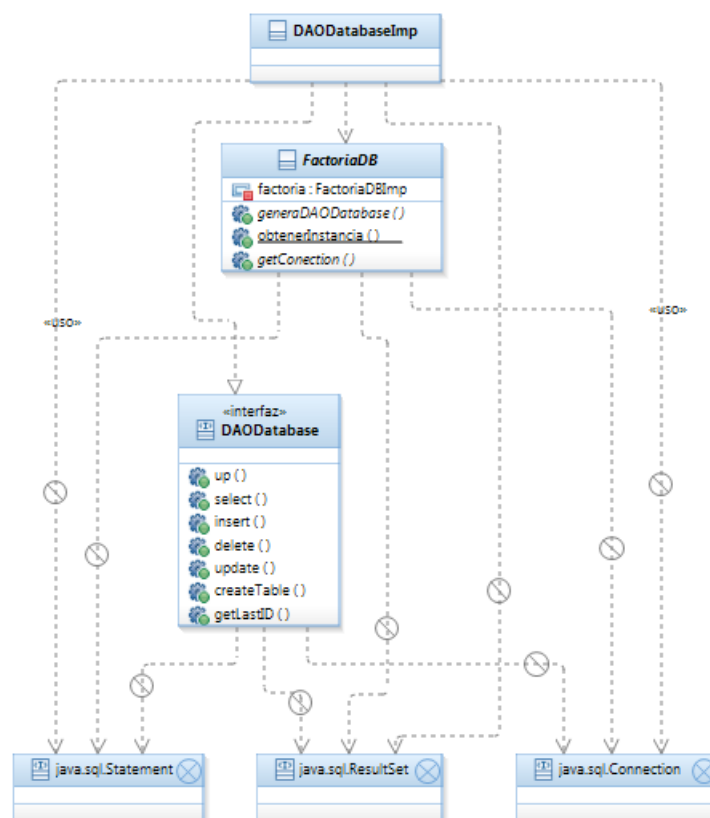 DAODatabaseImp
FactoriaDB
factoria : FactoriaDBImp
generaDAODatabase ( )
obtenerInstancia ( )
getConection ( )
«uso»
«uso»
«interfaz»
DAODatabase
up ( )
select ( )
insert ( )
delete ( )
update ( )
createTable ( )
getLastID ( )
java.sql.Statement
java.sql.ResultSet
java.sql.Connection